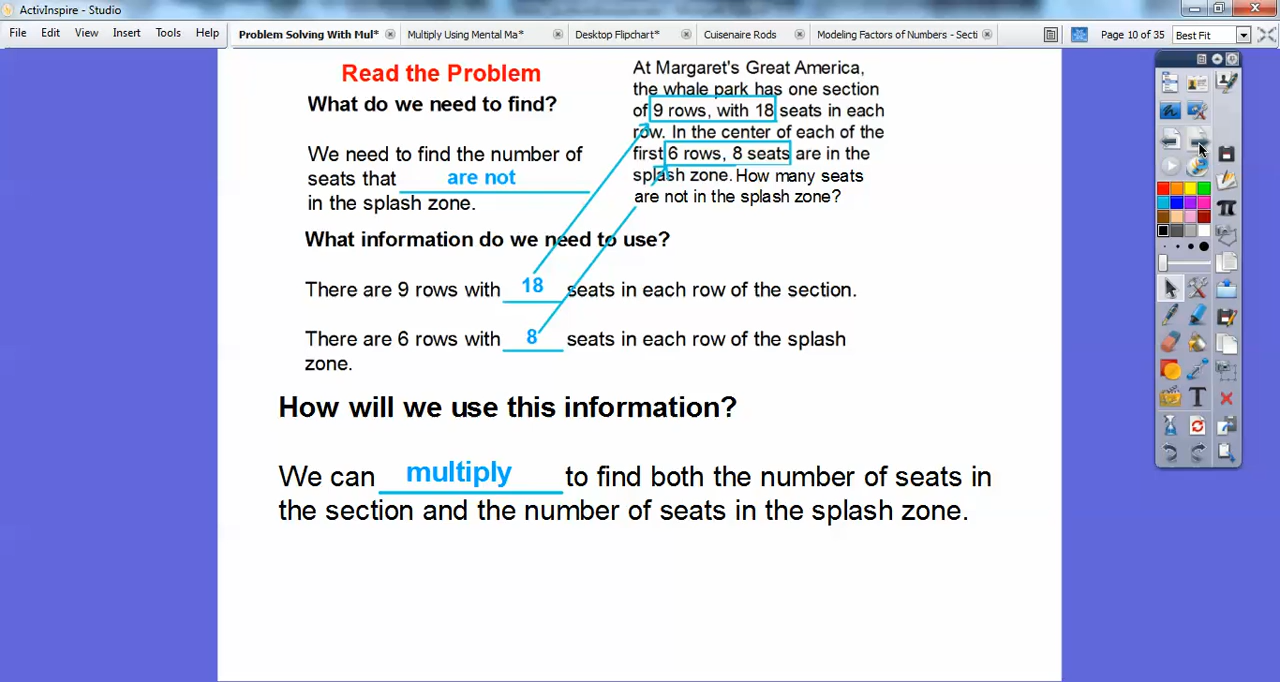 ActivInspire - Studio
File Edit View Insert Tools Help
Problem Solving With Mul* Multiply Using Mental Ma* Desktop Flipchart* Cuisenaire Rods Modeling Factors of Numbers - Secti Page 10 of 35 Best Fit
Read the Problem
What do we need to find?
We need to find the number of
seats that are not
in the splash zone.
At Margaret's Great America,
the whale park has one section
of 9 rows, with 18 seats in each
row. In the center of each of the
first 6 rows, 8 seats are in the
splash zone. How many seats
are not in the splash zone?
What information do we need to use?
There are 9 rows with 18 seats in each row of the section.
There are 6 rows with 8 seats in each row of the splash
zone.
How will we use this information?
We can multiply to find both the number of seats in
the section and the number of seats in the splash zone.